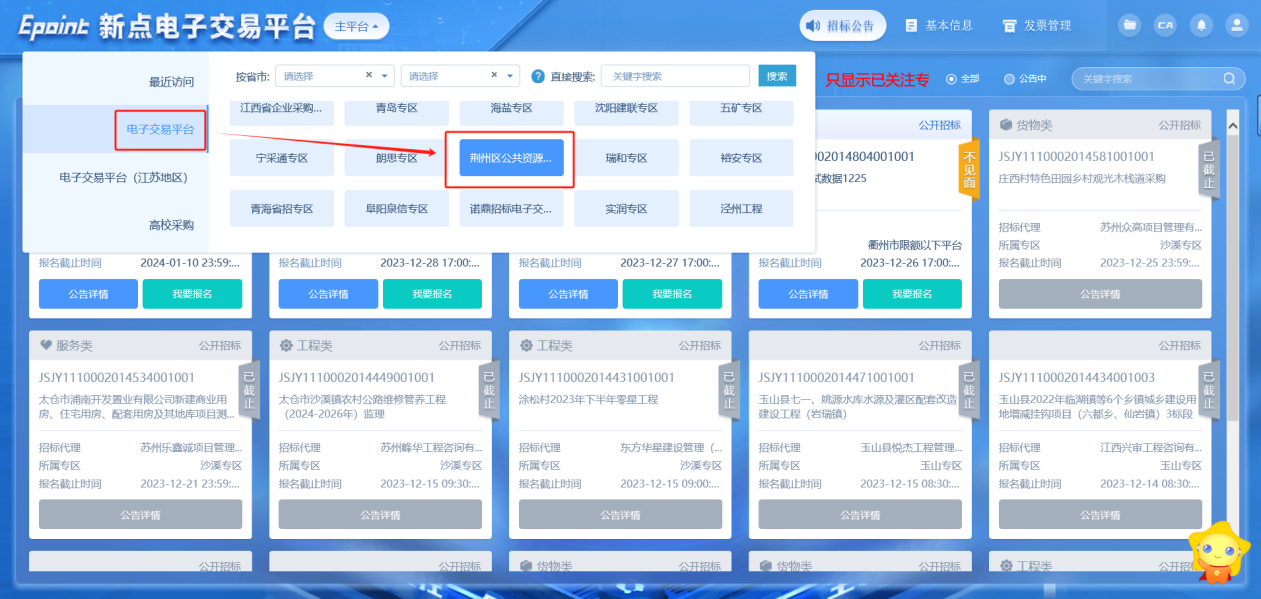 Epoint 新点电子交易平台
主平台
招标公告
基本信息
发票管理
CA
最近访问
电子交易平台
电子交易平台（江苏地区）
高校采购
按省市:
请选择
请选择
? 直接搜索:
关键字搜索
搜索
江西省企业采购...
青岛专区
海盐专区
沈阳建联专区
五矿专区
宁采通专区
朗思专区
荆州区公共资源...
瑞和专区
裕安专区
青海省招专区
阜阳泉信专区
诺鼎招标电子交...
实润专区
泾州工程
只显示已关注专
全部
公告中
关键字搜索
报名截止时间 2024-01-10 23:59:...
公告详情 我要报名
报名截止时间 2023-12-28 17:00:...
公告详情 我要报名
报名截止时间 2023-12-27 17:00:...
公告详情 我要报名
公开招标
02014804001001
不见面
试数据1225
衢州市限额以下平台
报名截止时间 2023-12-26 17:00:...
公告详情 我要报名
货物类 公开招标
JSJY1110002014581001001
已截止
庄西村特色田园乡村观光木栈道采购
招标代理 苏州众高项目管理有...
所属专区 沙溪专区
报名截止时间 2023-12-25 23:59:...
公告详情
服务类 公开招标
JSJY1110002014534001001
已截止
太仓市浦南开发置业有限公司新建商业用
房、住宅用房、配套用房及其地库项目测...
招标代理 苏州乐鑫诚项目管理...
所属专区 沙溪专区
报名截止时间 2023-12-21 23:59:...
公告详情
工程类 公开招标
JSJY1110002014449001001
已截止
太仓市沙溪镇农村公路维修管养工程
（2024-2026年）监理
招标代理 苏州峰华工程咨询有...
所属专区 沙溪专区
报名截止时间 2023-12-15 09:30:...
公告详情
工程类 公开招标
JSJY1110002014431001001
已截止
涂松村2023年下半年零星工程
招标代理 东方华星建设管理（...
所属专区 沙溪专区
报名截止时间 2023-12-15 09:00:...
公告详情
公开招标
JSJY1110002014471001001
已截止
玉山县七一、姚源水库水源及灌区配套改造
建设工程（岩瑞镇）
招标代理 玉山县悦杰工程管理...
所属专区 玉山专区
报名截止时间 2023-12-15 08:30:...
公告详情
公开招标
JSJY1110002014434001003
已截止
玉山县2022年临湖镇等6个乡镇城乡建设用
地增减挂钩项目（六都乡、仙岩镇）3标段
招标代理 江西兴审工程咨询有...
所属专区 玉山专区
报名截止时间 2023-12-14 08:30:...
公告详情
公开招标
公开招标
货物类 公开招标
货物类 公开招标
工程类 公开招